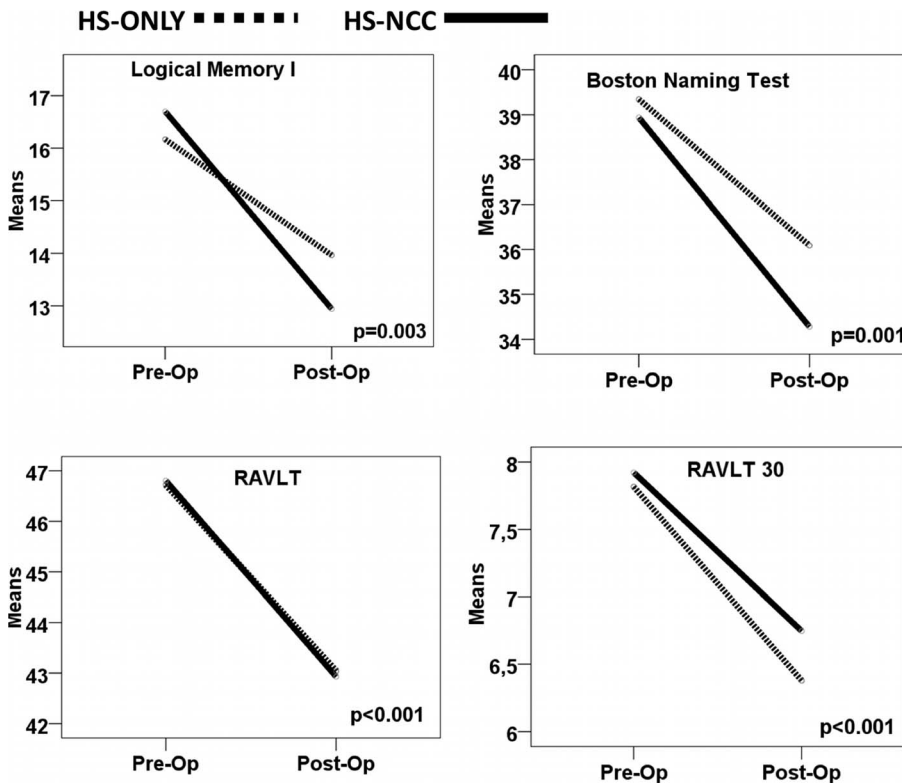 HS-ONLY HS-NCC
Logical Memory I
17
16
15
14
13
Means
p=0.003
Pre-Op Post-Op
Boston Naming Test
40
39
38
37
36
35
34
Means
p=0.001
Pre-Op Post-Op
RAVLT
47
46
45
44
43
42
Means
p<0.001
Pre-Op Post-Op
RAVLT 30
8
7,5
7
6,5
6
Means
p<0.001
Pre-Op Post-Op